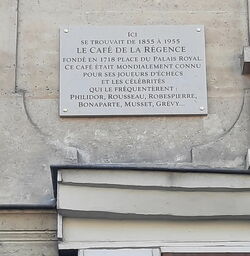 ICI
SE TROUVAIT DE 1855 À 1955
LE CAFÉ DE LA RÉGENCE
FONDÉ EN 1718 PLACE DU PALAIS ROYAL
CE CAFÉ ÉTAIT MONDIALEMENT CONNU
POUR SES JOUEURS D'ÉCHECS
ET LES CÉLÉBRITÉS
QUI LE FRÉQUENTÈRENT :
PHILIDOR, ROUSSEAU, ROBESPIERRE,
BONAPARTE, MUSSET, GRÉVY...